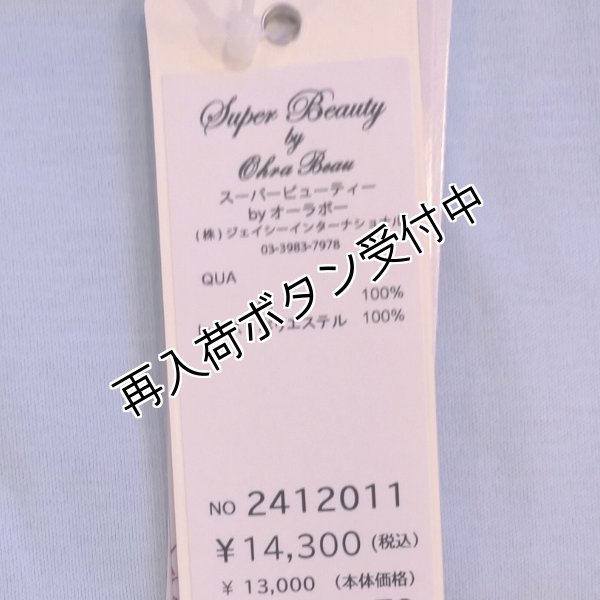 Super Beauty
by
Ohra Beau
スーパービューティー
by オーラボー
(株)ジェイシーインターナショナル
03-3983-7978
QUA
100%
エステル 100%
再入荷ボタン受付中
NO 2412011
¥14,300(税込)
¥ 13,000 (本体価格)